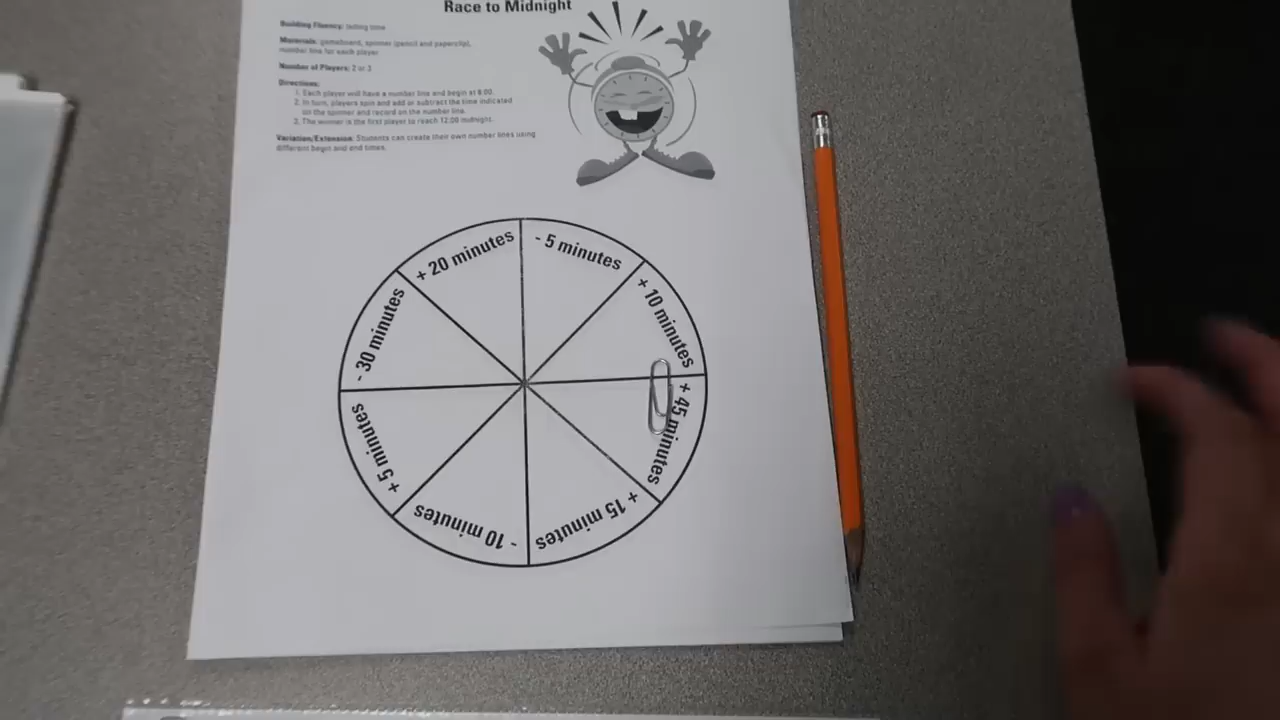 Race to Midnight
Building Fluency: telling time
Materials: gameboard, spinner (pencil and paperclip),
number line for each player
Number of Players: 2 or 3
Directions:
1. Each player will have a number line and begin at 8:00.
2. In turn, players spin and add or subtract the time indicated
on the spinner and record on the number line.
3. The winner is the first player to reach 12:00 midnight.
Variation/Extension: Students can create their own number lines using
different begin and end times.
+ 20 minutes
- 5 minutes
+ 10 minutes
+ 45 minutes
+ 15 minutes
- 10 minutes
+ 5 minutes
- 30 minutes